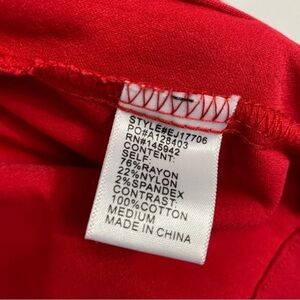 STYLE#EJ17706
PO#A128403
RN#145942
CONTENT:
SELF:
76%RAYON
22%NYLON
2%SPANDEX
CONTRAST:
100%COTTON
MEDIUM
MADE IN CHINA